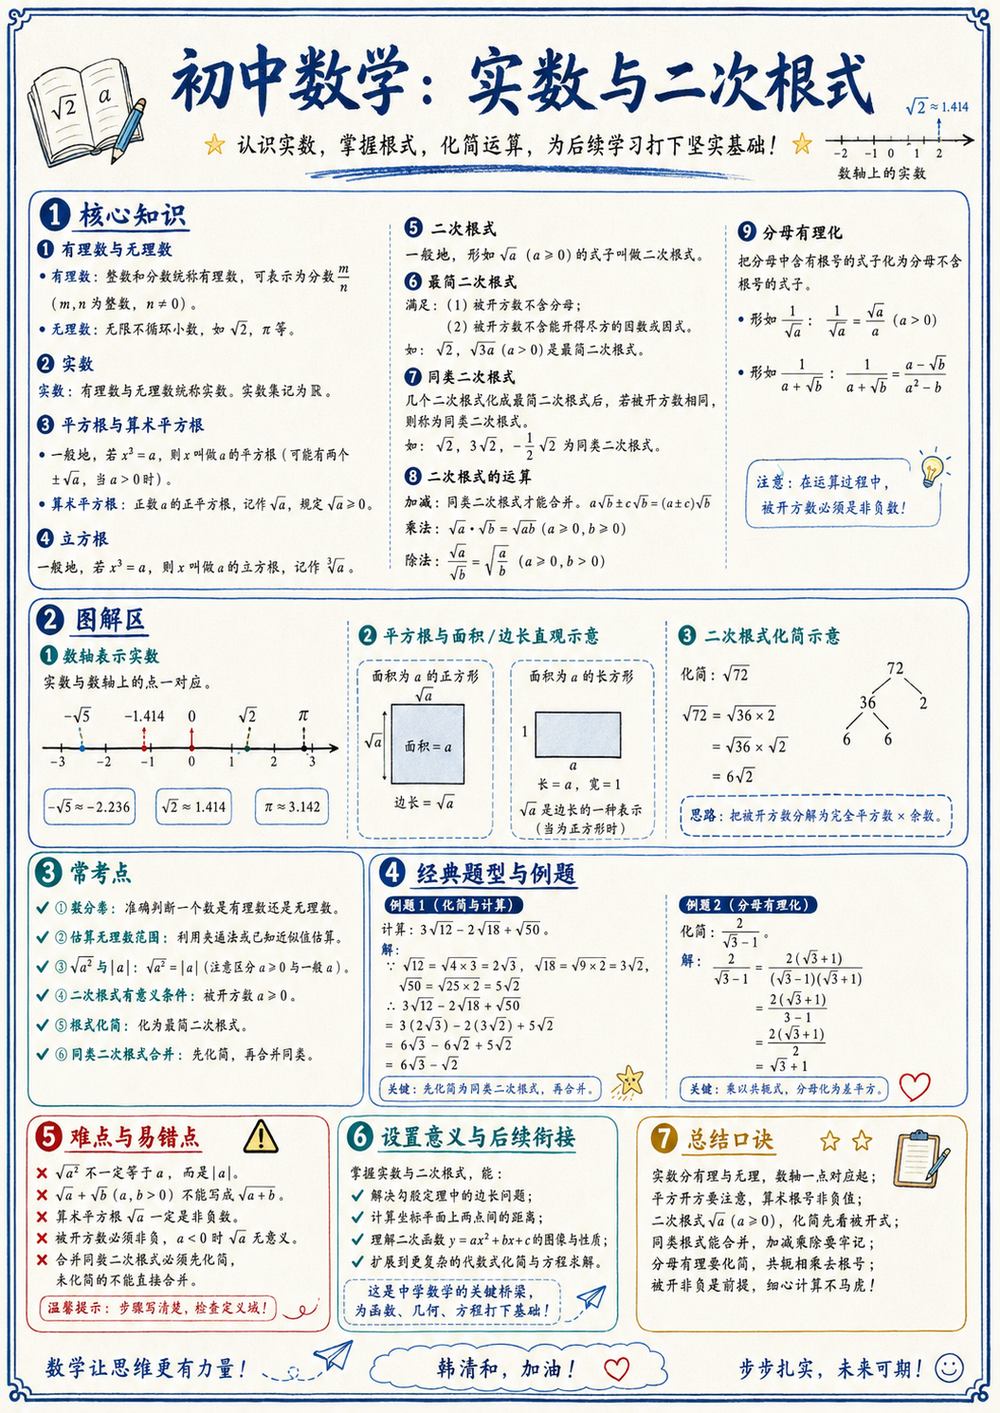 初中数学：实数与二次根式
√2 a
☆ 认识实数，掌握根式，化简运算，为后续学习打下坚实基础！ ☆
√2 ≈ 1.414
-2 -1 0 1 2
数轴上的实数
1 核心知识
1 有理数与无理数
• 有理数：整数和分数统称有理数，可表示为分数 m/n
(m, n 为整数，n ≠ 0)。
• 无理数：无限不循环小数，如 √2，π 等。
2 实数
实数：有理数与无理数统称实数。实数集记为 ℝ。
3 平方根与算术平方根
• 一般地，若 x³ = a，则 x 叫做 a 的平方根（可能有两个
±√a，当 a > 0 时）。
• 算术平方根：正数 a 的正平方根，记作 √a，规定 √a ≥ 0。
4 立方根
一般地，若 x³ = a，则 x 叫做 a 的立方根，记作 ∛a。
5 二次根式
一般地，形如 √a (a ≥ 0) 的式子叫做二次根式。
6 最简二次根式
满足：(1) 被开方数不含分母；
(2) 被开方数不含能开得尽方的因数或因式。
如：√2，√3a (a > 0) 是最简二次根式。
7 同类二次根式
几个二次根式化成最简二次根式后，若被开方数相同，
则称为同类二次根式。
如：√2，3√2，-1/2 √2 为同类二次根式。
8 二次根式的运算
加减：同类二次根式才能合并。a√b ± c√b = (a±c)√b
乘法：√a · √b = √ab (a ≥ 0, b ≥ 0)
除法：√a/√b = √(a/b) (a ≥ 0, b > 0)
9 分母有理化
把分母中含有根号的式子化为分母不含
根号的式子。
• 形如 1/√a： 1/√a = √a/a (a > 0)
• 形如 1/(a + √b)： 1/(a + √b) = (a - √b)/(a² - b)
注意：在运算过程中，
被开方数必须是非负数！
2 图解区
1 数轴表示实数
实数与数轴上的点一对应。
-√5 -1.414 0 √2 π
-3 -2 -1 0 1 2 3
-√5 ≈ -2.236
√2 ≈ 1.414
π ≈ 3.142
2 平方根与面积/边长直观示意
面积为 a 的正方形
√a
√a
面积 = a
边长 = √a
面积为 a 的长方形
1
a
长 = a，宽 = 1
√a 是边长的一种表示
（当为正方形时）
3 二次根式化简示意
化简：√72
√72 = √36 × 2
= √36 × √2
= 6√2
72
36 2
6 6
思路：把被开方数分解为完全平方数 × 余数。
3 常考点
✓ ① 数分类：准确判断一个数是有理数还是无理数。
✓ ② 估算无理数范围：利用夹逼法或已知近似值估算。
✓ ③ √a² 与 |a|：√a² = |a| (注意区分 a ≥ 0 与一般 a)。
✓ ④ 二次根式有意义条件：被开方数 a ≥ 0。
✓ ⑤ 根式化简：化为最简二次根式。
✓ ⑥ 同类二次根式合并：先化简，再合并同类。
4 经典题型与例题
例题1（化简与计算）
计算：3√12 - 2√18 + √50。
解：
∵ √12 = √4 × 3 = 2√3， √18 = √9 × 2 = 3√2，
√50 = √25 × 2 = 5√2
∴ 3√12 - 2√18 + √50
= 3(2√3) - 2(3√2) + 5√2
= 6√3 - 6√2 + 5√2
= 6√3 - √2
关键：先化简为同类二次根式，再合并。
例题2（分母有理化）
化简：2/(√3 - 1)。
解： 2/(√3 - 1) = 2(√3 + 1)/((√3 - 1)(√3 + 1))
= 2(√3 + 1)/(3 - 1)
= 2(√3 + 1)/2
= √3 + 1
关键：乘以共轭式，分母化为差平方。
5 难点与易错点
✗ √a² 不一定等于 a，而是 |a|。
✗ √a + √b (a, b > 0) 不能写成 √a + b。
✗ 算术平方根 √a 一定是非负数。
✗ 被开方数必须非负，a < 0 时 √a 无意义。
✗ 合并同数二次根式必须先化简，
未化简的不能直接合并。
温馨提示：步骤写清楚，检查定义域！
6 设置意义与后续衔接
掌握实数与二次根式，能：
✓ 解决勾股定理中的边长问题；
✓ 计算坐标平面上两点间的距离；
✓ 理解二次函数 y = ax² + bx + c 的图像与性质；
✓ 扩展到更复杂的代数式化简与方程求解。
这是中学数学的关键桥梁，
为函数、几何、方程打下基础！
7 总结口诀
实数分有理与无理，数轴一点对应起；
平方开方要注意，算术根号非负值；
二次根式 √a (a ≥ 0)，化简先看被开式；
同类根式能合并，加减乘除要牢记；
分母有理要化简，共轭相乘去根号；
被开非负是前提，细心计算不马虎！
数学让思维更有力量！
韩清和，加油！
步步扎实，未来可期！